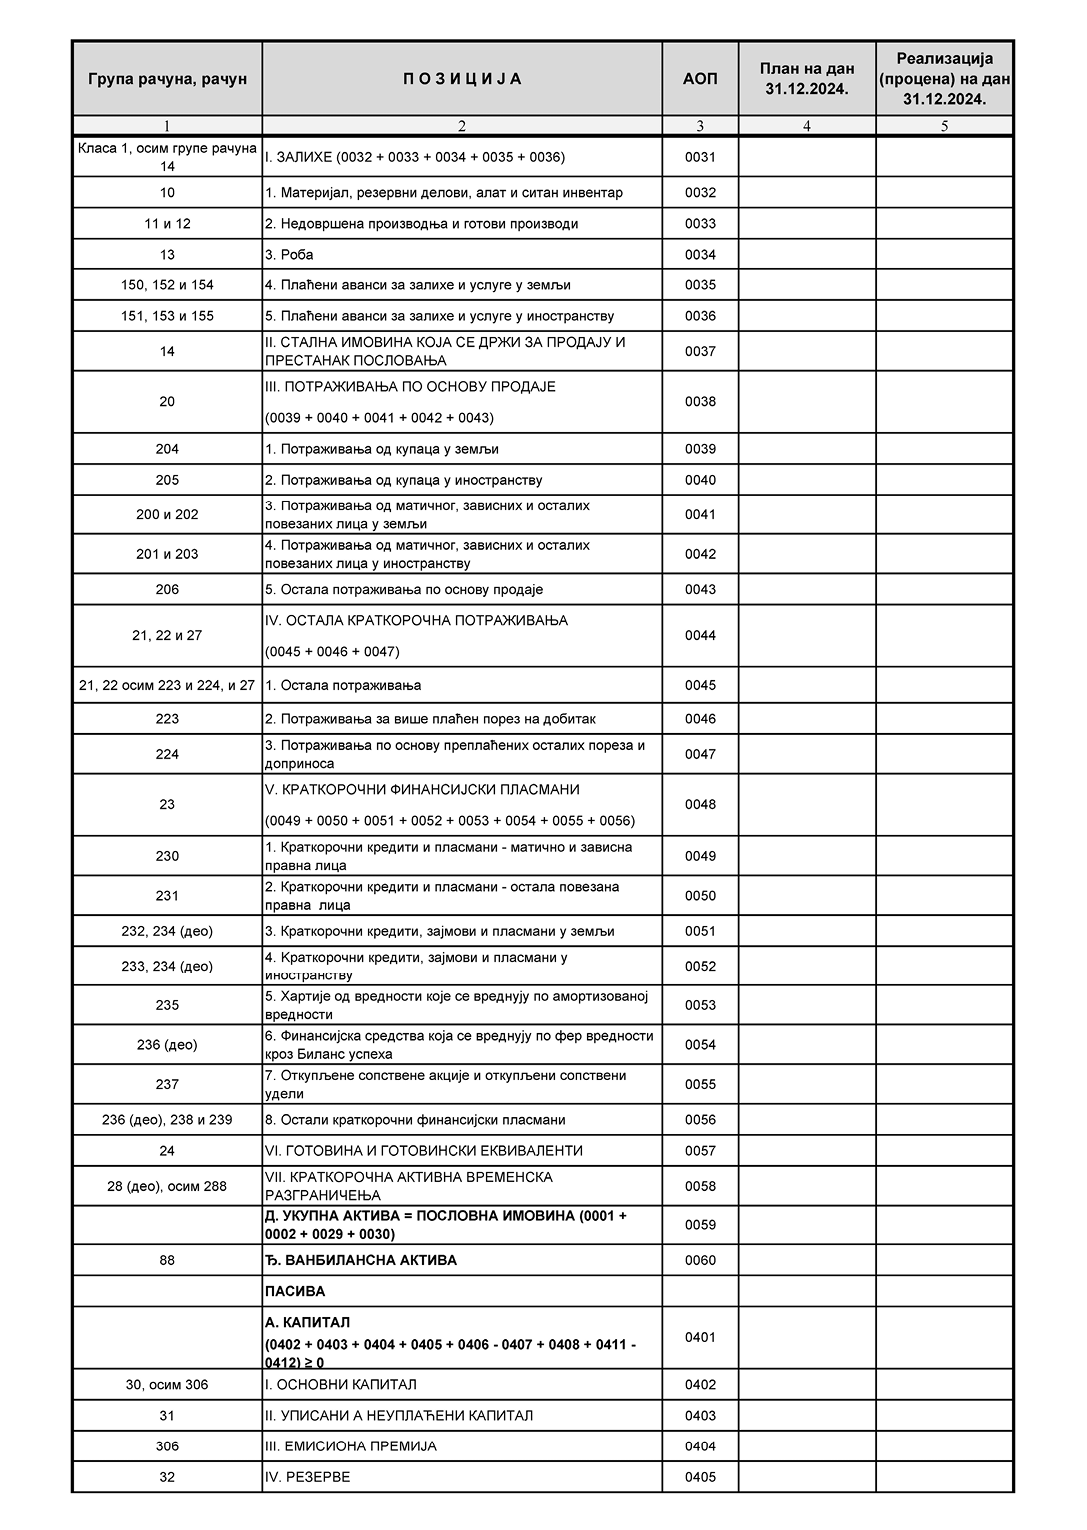 Група рачуна, рачун
П О З И Ц И Ј А
АОП
План на дан
31.12.2024.
Реализација
(процена) на дан
31.12.2024.
1
2
3
4
5
Класа 1, осим групе рачуна
14
I. ЗАЛИХЕ (0032 + 0033 + 0034 + 0035 + 0036)
0031
10
1. Материјал, резервни делови, алат и ситан инвентар
0032
11 и 12
2. Недовршена производња и готови производи
0033
13
3. Роба
0034
150, 152 и 154
4. Плаћени аванси за залихе и услуге у земљи
0035
151, 153 и 155
5. Плаћени аванси за залихе и услуге у иностранству
0036
14
II. СТАЛНА ИМОВИНА КОЈА СЕ ДРЖИ ЗА ПРОДАЈУ И
ПРЕСТАНАК ПОСЛОВАЊА
0037
20
III. ПОТРАЖИВАЊА ПО ОСНОВУ ПРОДАЈЕ
(0039 + 0040 + 0041 + 0042 + 0043)
0038
204
1. Потраживања од купаца у земљи
0039
205
2. Потраживања од купаца у иностранству
0040
200 и 202
3. Потраживања од матичног, зависних и осталих
повезаних лица у земљи
0041
201 и 203
4. Потраживања од матичног, зависних и осталих
повезаних лица у иностранству
0042
206
5. Остала потраживања по основу продаје
0043
21, 22 и 27
IV. ОСТАЛА КРАТКОРОЧНА ПОТРАЖИВАЊА
(0045 + 0046 + 0047)
0044
21, 22 осим 223 и 224, и 27
1. Остала потраживања
0045
223
2. Потраживања за више плаћен порез на добитак
0046
224
3. Потраживања по основу преплаћених осталих пореза и
доприноса
0047
23
V. КРАТКОРОЧНИ ФИНАНСИЈСКИ ПЛАСМАНИ
(0049 + 0050 + 0051 + 0052 + 0053 + 0054 + 0055 + 0056)
0048
230
1. Краткорочни кредити и пласмани - матично и зависна
правна лица
0049
231
2. Краткорочни кредити и пласмани - остала повезана
правна  лица
0050
232, 234 (део)
3. Краткорочни кредити, зајмови и пласмани у земљи
0051
233, 234 (део)
4. Краткорочни кредити, зајмови и пласмани у
иностранству
0052
235
5. Хартије од вредности које се вреднују по амортизованој
вредности
0053
236 (део)
6. Финансијска средства која се вреднују по фер вредности
кроз Биланс успеха
0054
237
7. Откупљене сопствене акције и откупљени сопствени
удели
0055
236 (део), 238 и 239
8. Остали краткорочни финансијски пласмани
0056
24
VI. ГОТОВИНА И ГОТОВИНСКИ ЕКВИВАЛЕНТИ
0057
28 (део), осим 288
VII. КРАТКОРОЧНА АКТИВНА ВРЕМЕНСКА
РАЗГРАНИЧЕЊА
0058
Д. УКУПНА АКТИВА = ПОСЛОВНА ИМОВИНА (0001 +
0002 + 0029 + 0030)
0059
88
Ђ. ВАНБИЛАНСНА АКТИВА
0060
ПАСИВА
А. КАПИТАЛ
(0402 + 0403 + 0404 + 0405 + 0406 - 0407 + 0408 + 0411 -
0412) ≥ 0
0401
30, осим 306
I. ОСНОВНИ КАПИТАЛ
0402
31
II. УПИСАНИ А НЕУПЛАЋЕНИ КАПИТАЛ
0403
306
III. ЕМИСИОНА ПРЕМИЈА
0404
32
IV. РЕЗЕРВЕ
0405